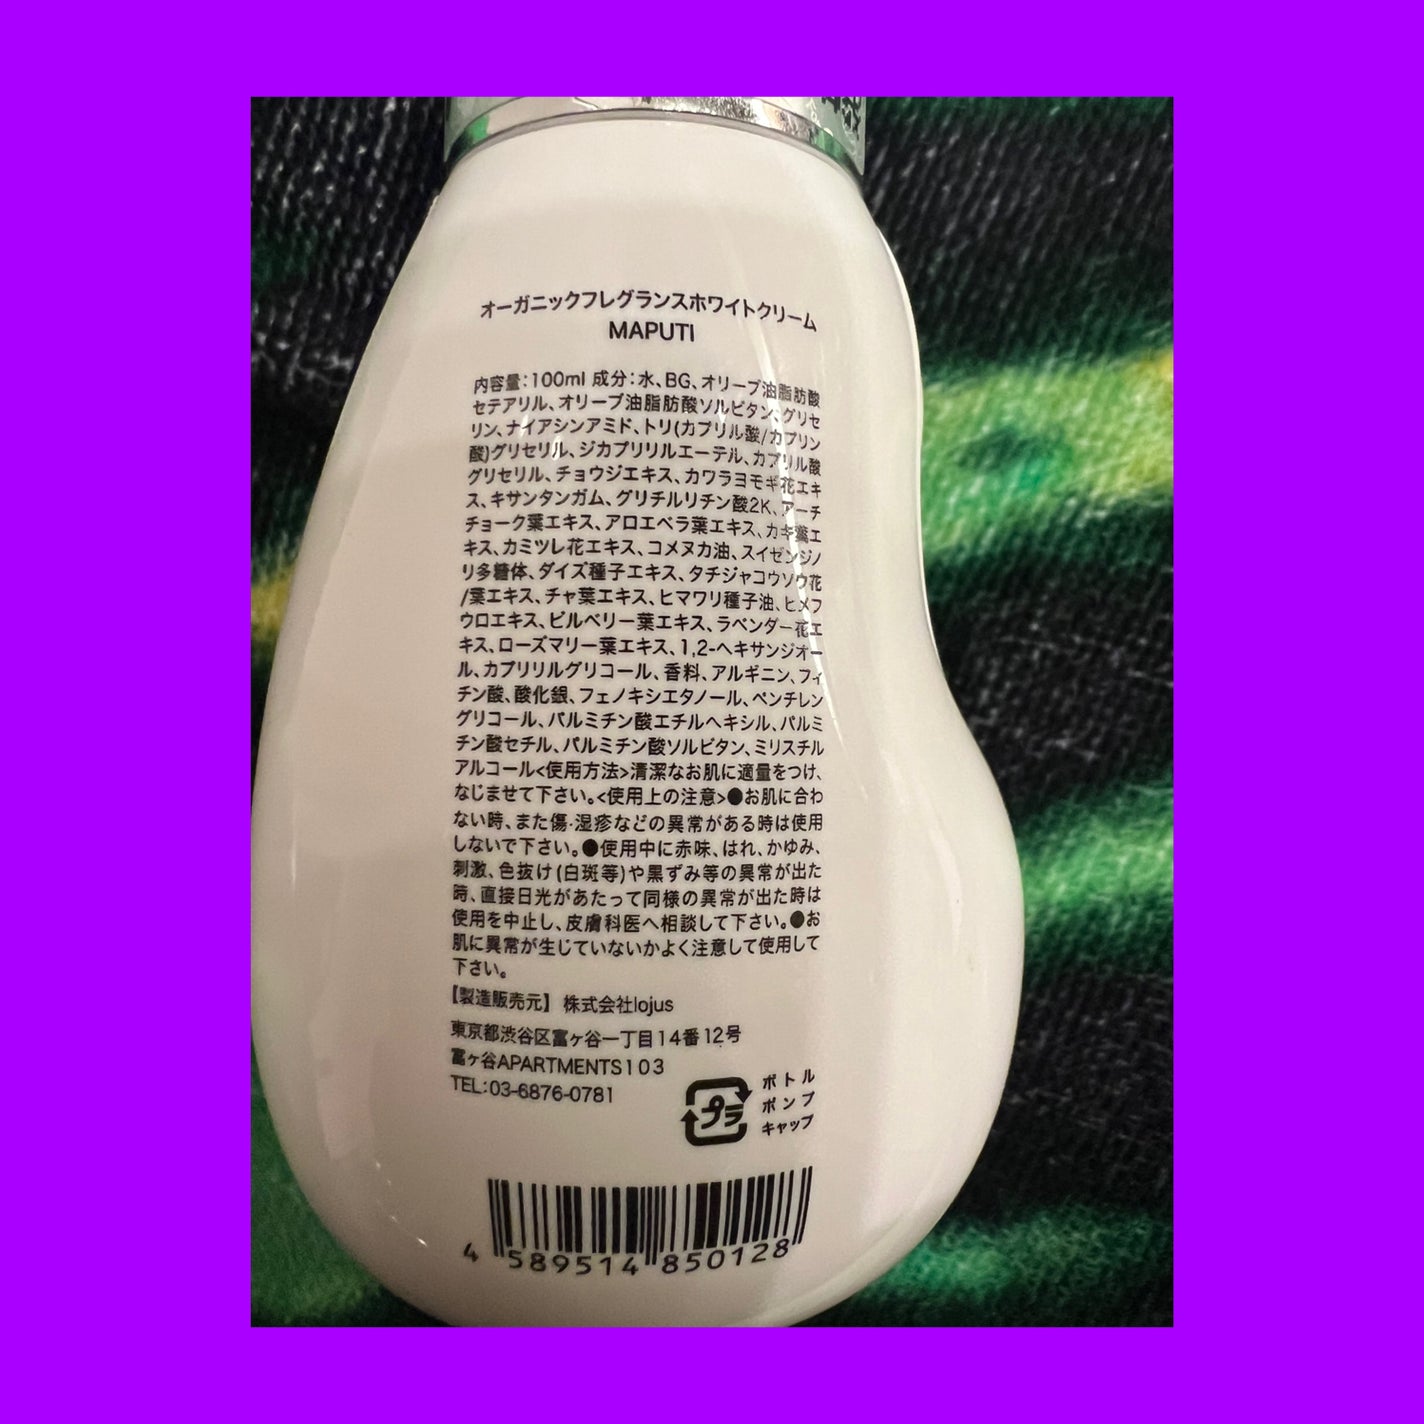 オーガニックフレグランスホワイトクリーム
MAPUTI
内容量:100ml 成分:水、BG、オリーブ油脂肪酸
セテアリル、オリーブ油脂肪酸ソルビタン、グリセ
リン、ナイアシンアミド、トリ(カプリル酸/カプリン
酸)グリセリル、ジカプリリルエーテル、カプリル酸
グリセリル、チョウジエキス、カワラヨモギ花エキ
ス、キサンタンガム、グリチルリチン酸2K、アーチ
チョーク葉エキス、アロエベラ葉エキス、カキ葉エ
キス、カミツレ花エキス、コメヌカ油、スイゼンジノ
リ多糖体、ダイズ種子エキス、タチジャコウソウ花
/葉エキス、チャ葉エキス、ヒマワリ種子油、ヒメフ
ウロエキス、ビルベリー葉エキス、ラベンダー花エ
キス、ローズマリー葉エキス、1,2-ヘキサンジオー
ル、カプリリルグリコール、香料、アルギニン、フィ
チン酸、酸化銀、フェノキシエタノール、ペンチレン
グリコール、パルミチン酸エチルヘキシル、パルミ
チン酸セチル、パルミチン酸ソルビタン、ミリスチル
アルコール<使用方法>清潔なお肌に適量をつけ、
なじませて下さい。<使用上の注意>●お肌に合わ
ない時、また傷・湿疹などの異常がある時は使用
しないで下さい。●使用中に赤味、はれ、かゆみ、
刺激、色抜け(白斑等)や黒ずみ等の異常が出た
時、直接日光があたって同様の異常が出た時は
使用を中止し、皮膚科医へ相談して下さい。●お
肌に異常が生じていないかよく注意して使用して
下さい。
【製造販売元】 株式会社lojus
東京都渋谷区富ヶ谷一丁目14番12号
富ヶ谷APARTMENTS103
TEL:03-6876-0781
プラ
ボトル
ポンプ
キャップ
4 589514 850128